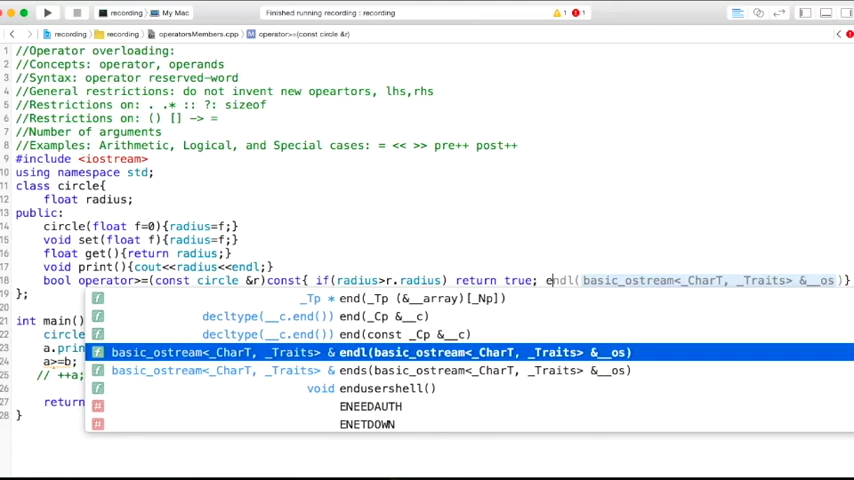 recording
My Mac
Finished running recording : recording
1
1
recording
recording
operatorsMembers.cpp
operator>=(const circle &r)
1 //Operator overloading:
2 //Concepts: operator, operands
3 //Syntax: operator reserved-word
4 //General restrictions: do not invent new opeartors, lhs,rhs
5 //Restrictions on: . .* :: ?: sizeof
6 //Restrictions on: () [] -> =
7 //Number of arguments
8 //Examples: Arithmetic, Logical, and Special cases: = << >> pre++ post++
9 #include <iostream>
10 using namespace std;
11 class circle{
12 float radius;
13 public:
14 circle(float f=0){radius=f;}
15 void set(float f){radius=f;}
16 float get(){return radius;}
17 void print(){cout<<radius<<endl;}
18 bool operator>=(const circle &r)const{ if(radius>r.radius) return true; endl(basic_ostream<_CharT, _Traits> &__os)}
19 };
20
21 int main()
22 circle
23 a.prin
24 a>=b;
25 // ++a;
26
27 return
28 }
_Tp * end(_Tp (&__array)[_Np])
decltype(__c.end()) end(_Cp &__c)
decltype(__c.end()) end(const _Cp &__c)
basic_ostream<_CharT, _Traits> & endl(basic_ostream<_CharT, _Traits> &__os)
basic_ostream<_CharT, _Traits> & ends(basic_ostream<_CharT, _Traits> &__os)
void endusershell()
ENEEDAUTH
ENETDOWN